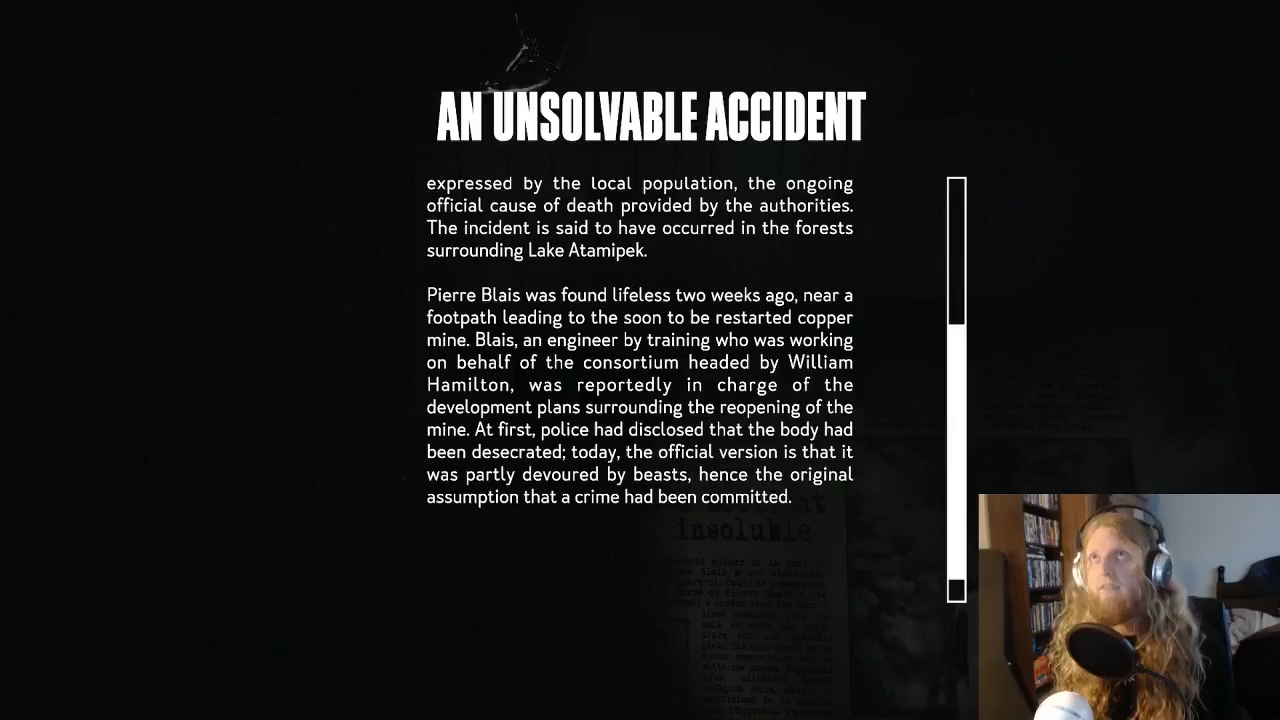 AN UNSOLVABLE ACCIDENT
expressed by the local population, the ongoing
official cause of death provided by the authorities.
The incident is said to have occurred in the forests
surrounding Lake Atamipek.
Pierre Blais was found lifeless two weeks ago, near a
footpath leading to the soon to be restarted copper
mine. Blais, an engineer by training who was working
on behalf of the consortium headed by William
Hamilton, was reportedly in charge of the
development plans surrounding the reopening of the
mine. At first, police had disclosed that the body had
been desecrated; today, the official version is that it
was partly devoured by beasts, hence the original
assumption that a crime had been committed.
insoluble